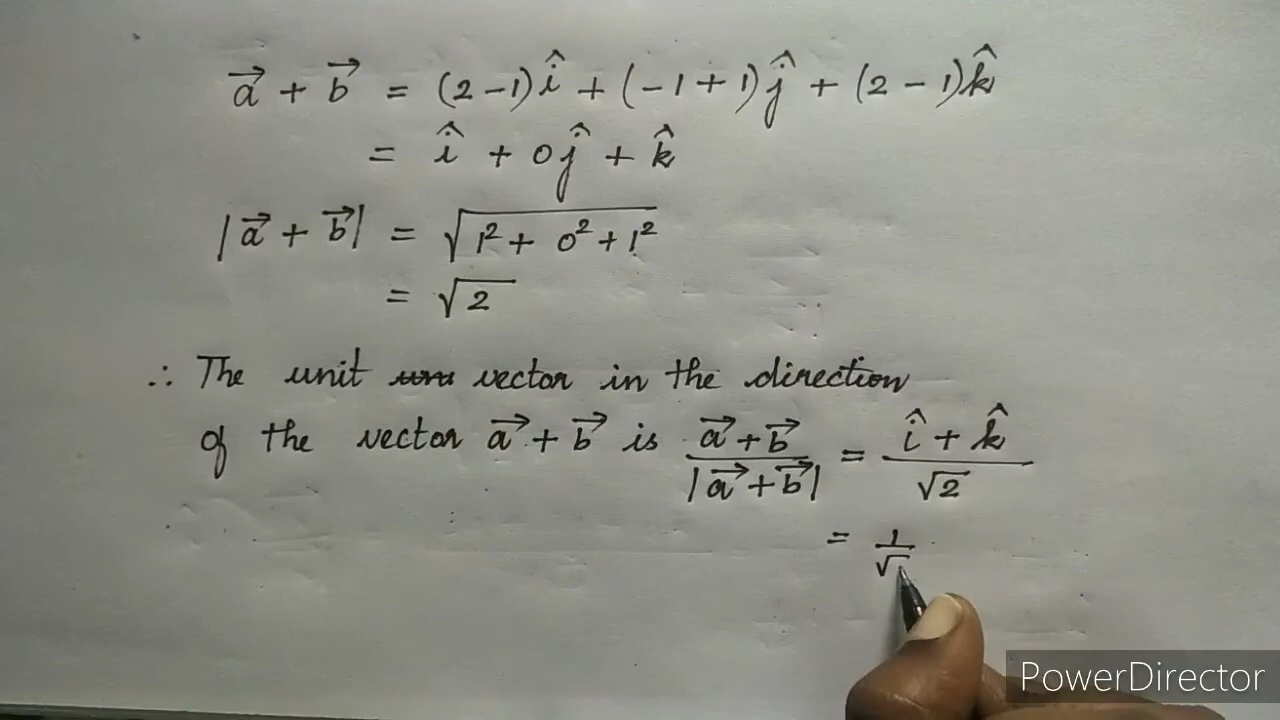 a⃗ + b⃗ = (2-1)î + (-1+1)ĵ + (2-1)k̂
= î + 0ĵ + k̂
|a⃗ + b⃗| = √(1² + 0² + 1²)
= √2
∴ The unit vector in the direction
of the vector a⃗ + b⃗ is (a⃗+b⃗)/|a⃗+b⃗| = (î + k̂)/√2
= 1/√
PowerDirector